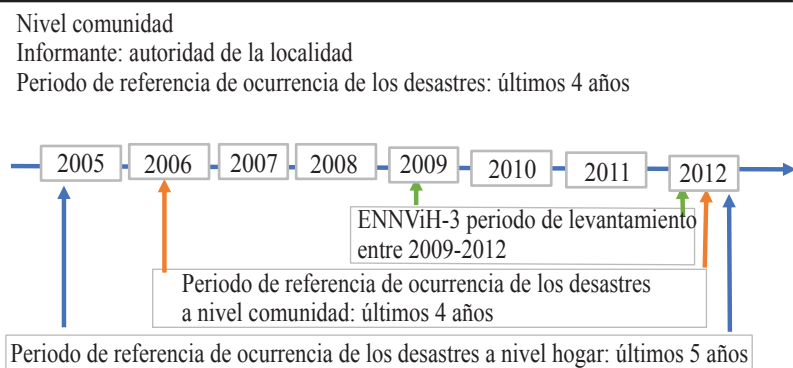 Nivel comunidad
Informante: autoridad de la localidad
Periodo de referencia de ocurrencia de los desastres: últimos 4 años
2005 2006 2007 2008 2009 2010 2011 2012
ENNViH-3 periodo de levantamiento
entre 2009-2012
Periodo de referencia de ocurrencia de los desastres
a nivel comunidad: últimos 4 años
Periodo de referencia de ocurrencia de los desastres a nivel hogar: últimos 5 años